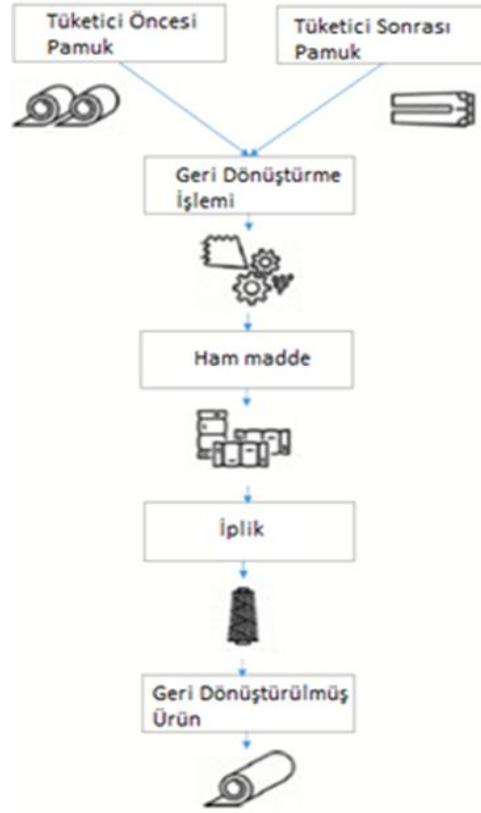 Tüketici Öncesi
Pamuk
Tüketici Sonrası
Pamuk
Geri Dönüştürme
İşlemi
Ham madde
İplik
Geri Dönüştürülmüş
Ürün